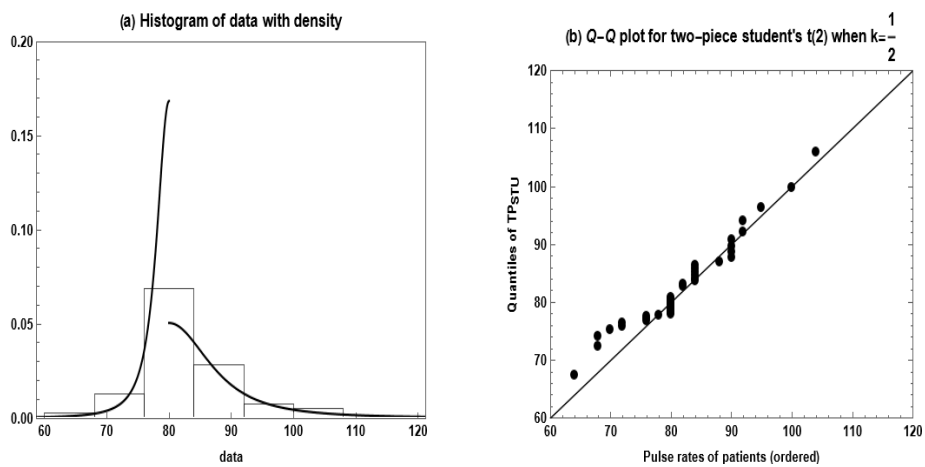 (a) Histogram of data with density
0.20
0.15
0.10
0.05
0.00
60 70 80 90 100 110 120
data
(b) Q–Q plot for two–piece student's t(2) when k=1/2
120
110
100
90
80
70
60
Quantiles of TPSTU
60 70 80 90 100 110 120
Pulse rates of patients (ordered)